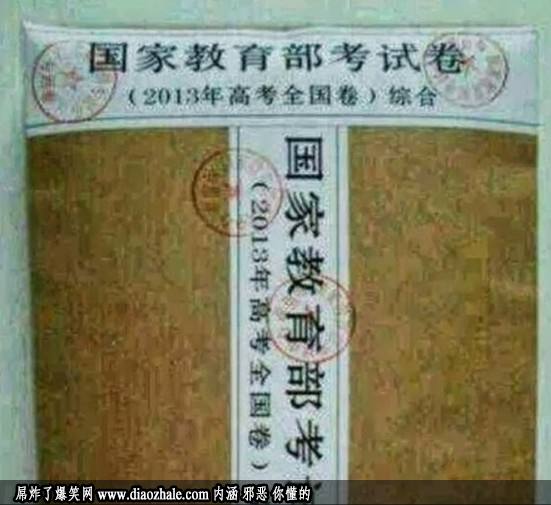 国家教育部考试卷
（2013年高考全国卷）综合
国家教育部考
（2013年高考全国卷）
屌炸了爆笑网 www.diaozhale.com 内涵 邪恶 你懂的